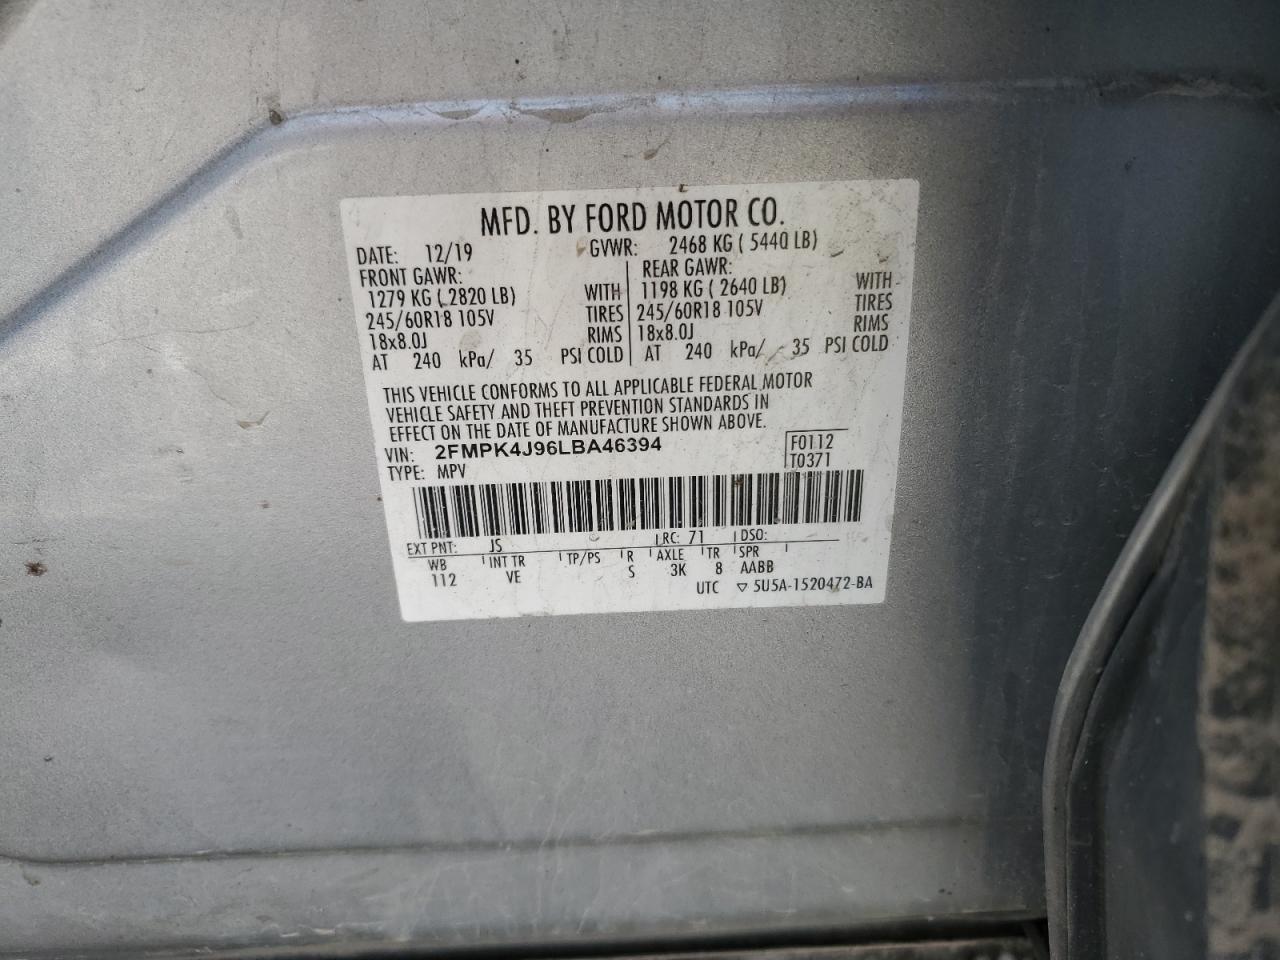 MFD. BY FORD MOTOR CO.
DATE: 12/19 GVWR: 2468 KG ( 5440 LB)
FRONT GAWR: REAR GAWR:
1279 KG ( 2820 LB) WITH 1198 KG ( 2640 LB) WITH
245/60R18 105V TIRES 245/60R18 105V TIRES
18x8.0J RIMS 18x8.0J RIMS
AT 240 kPa/ 35 PSI COLD AT 240 kPa/ 35 PSI COLD
THIS VEHICLE CONFORMS TO ALL APPLICABLE FEDERAL MOTOR
VEHICLE SAFETY AND THEFT PREVENTION STANDARDS IN
EFFECT ON THE DATE OF MANUFACTURE SHOWN ABOVE.
VIN: 2FMPK4J96LBA46394 F0112
TYPE: MPV T0371
EXT PNT: JS RC: 71 DSO:
WB INT TR TP/PS R AXLE TR SPR
112 VE S 3K 8 AABB
UTC ▽ 5U5A-1520472-BA